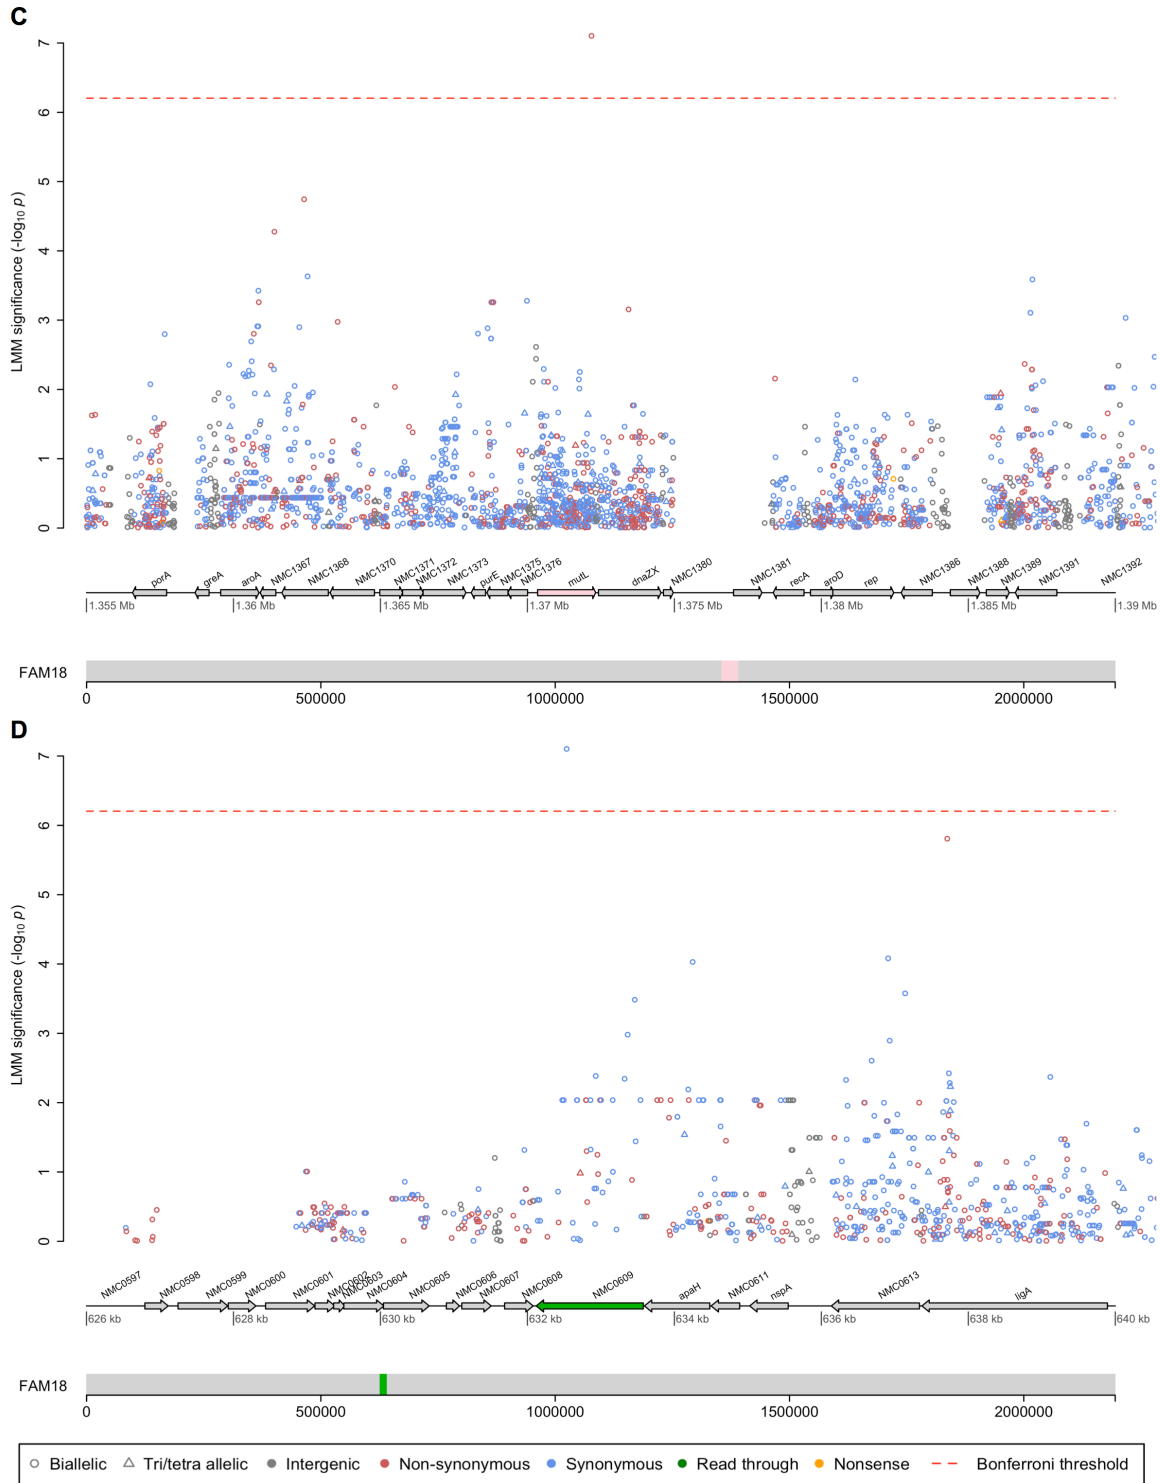 C
7
6
5
4
3
2
1
0
LMM significance (-log10 p)
porA greA aroA NMC1367 NMC1368 NMC1370 NMC1371 NMC1372 NMC1373 purE NMC1375 NMC1376 mutL dnaZX NMC1380 NMC1381 recA aroD rep NMC1386 NMC1388 NMC1389 NMC1391 NMC1392
1.355 Mb 1.36 Mb 1.365 Mb 1.37 Mb 1.375 Mb 1.38 Mb 1.385 Mb 1.39 Mb
FAM18
0 500000 1000000 1500000 2000000
D
7
6
5
4
3
2
1
0
LMM significance (-log10 p)
NMC0597 NMC0598 NMC0599 NMC0600 NMC0601 NMC0602 NMC0603 NMC0604 NMC0605 NMC0606 NMC0607 NMC0608 NMC0609 apaH NMC0611 nspA NMC0613 ligA
626 kb 628 kb 630 kb 632 kb 634 kb 636 kb 638 kb 640 kb
FAM18
0 500000 1000000 1500000 2000000
Biallelic Tri/tetra allelic Intergenic Non-synonymous Synonymous Read through Nonsense Bonferroni threshold